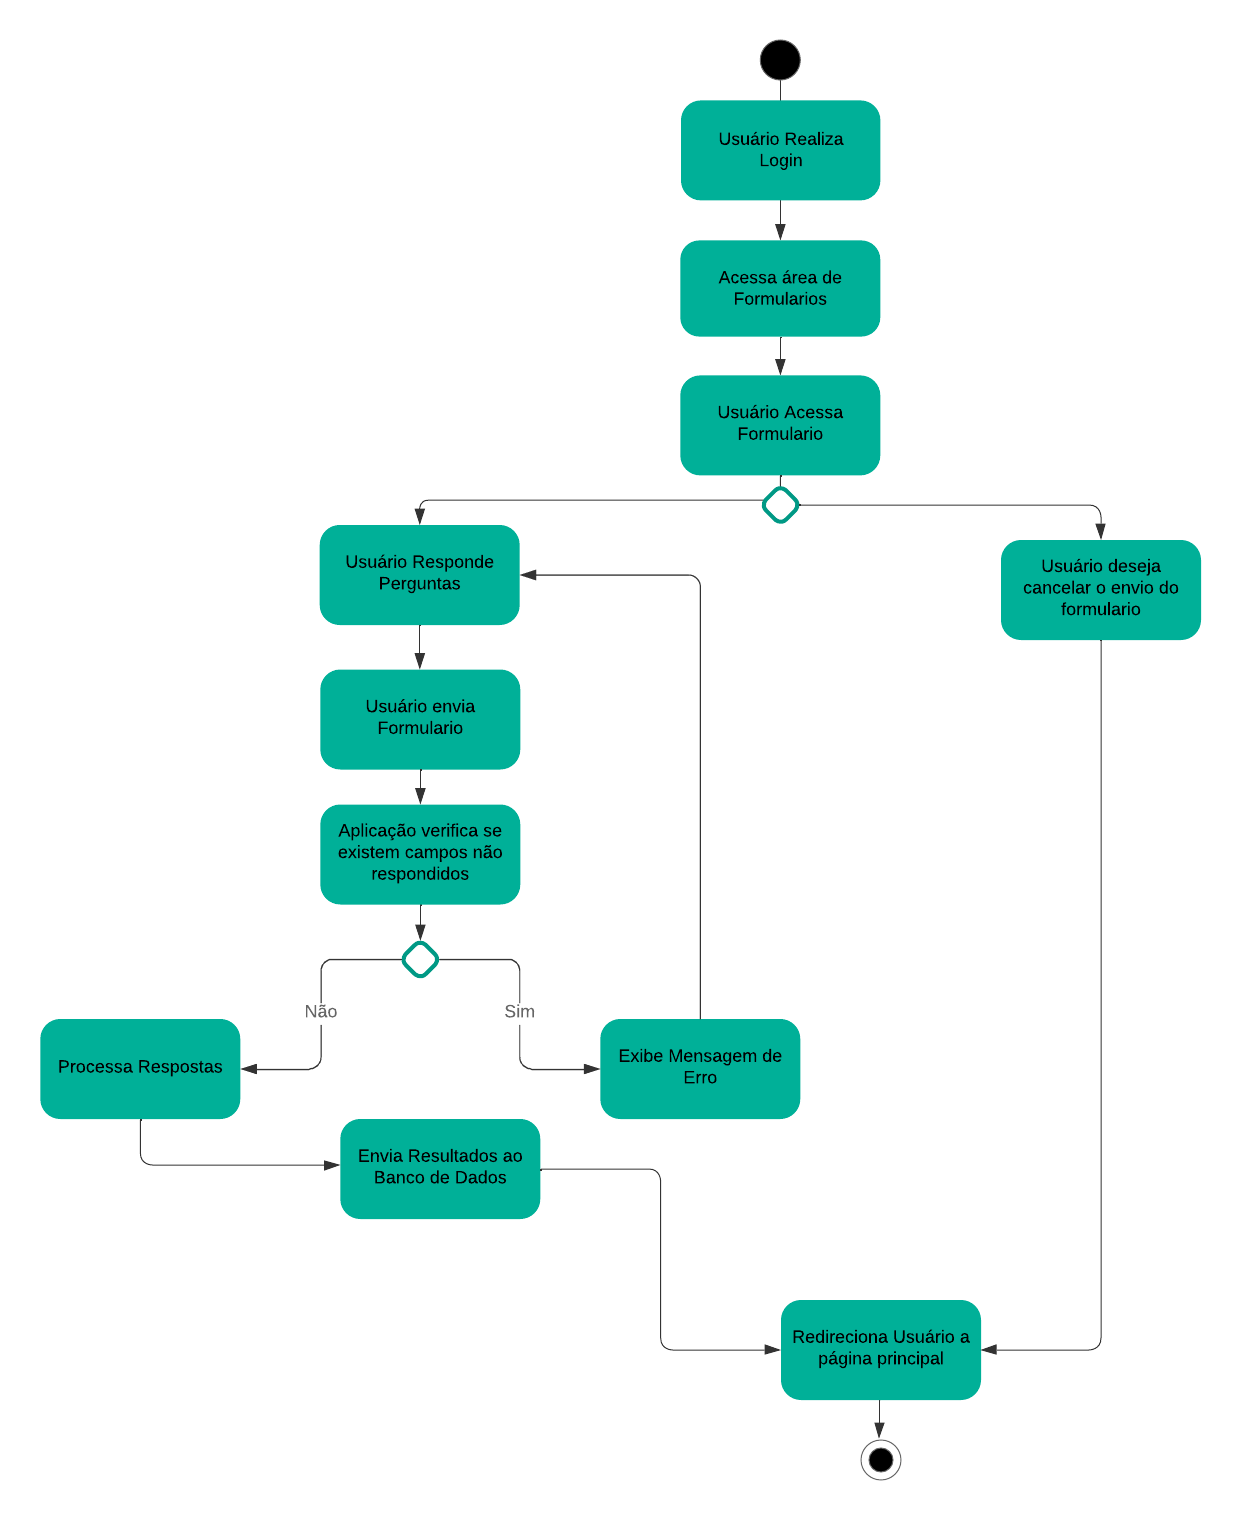 Usuário Realiza
Login
Acessa área de
Formularios
Usuário Acessa
Formulario
Usuário Responde
Perguntas
Usuário deseja
cancelar o envio do
formulario
Usuário envia
Formulario
Aplicação verifica se
existem campos não
respondidos
Não
Sim
Processa Respostas
Exibe Mensagem de
Erro
Envia Resultados ao
Banco de Dados
Redireciona Usuário a
página principal